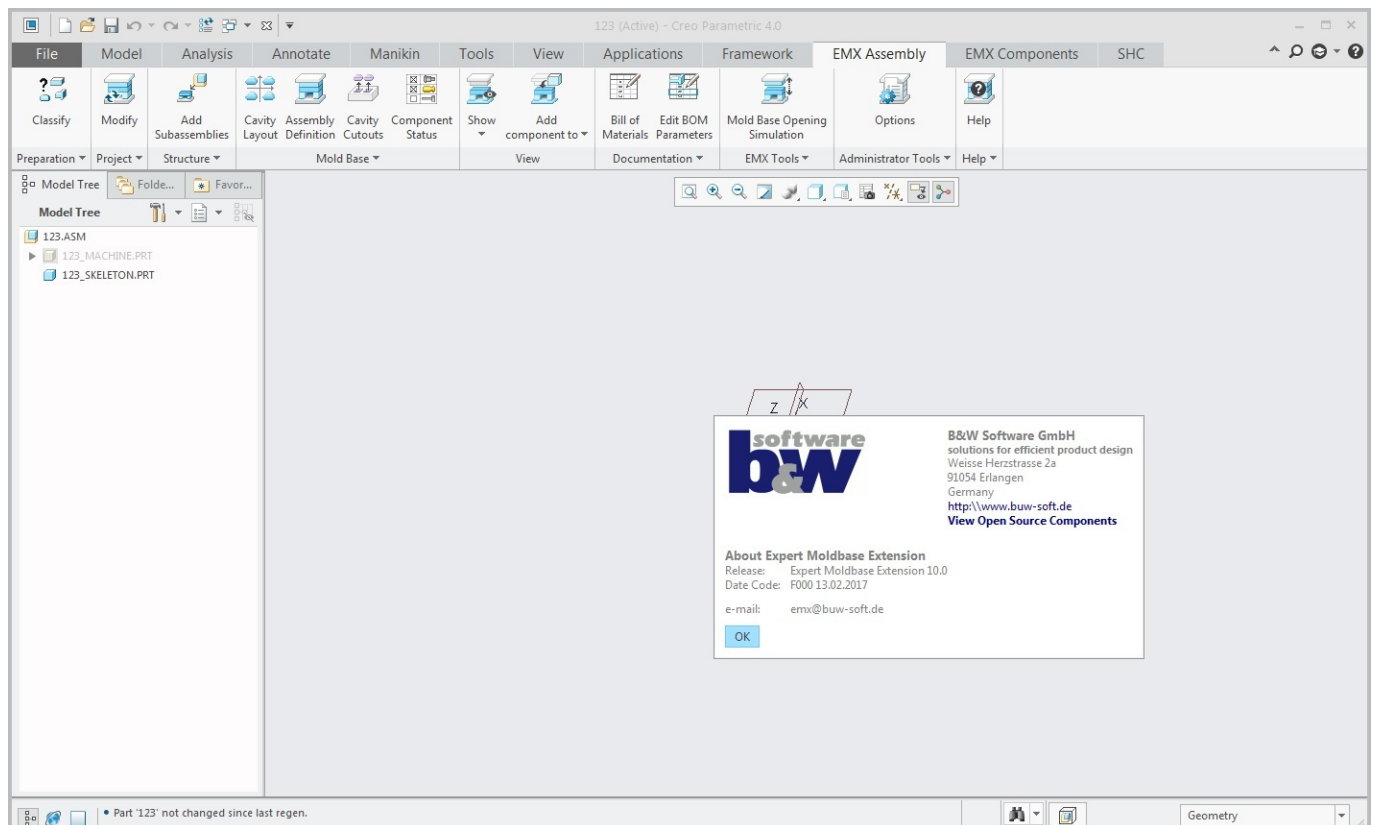 123 (Active) - Creo Parametric 4.0
File Model Analysis Annotate Manikin Tools View Applications Framework EMX Assembly EMX Components SHC
Classify Modify Add Subassemblies Cavity Layout Assembly Definition Cavity Cutouts Component Status Show Add component to Bill of Materials Edit BOM Parameters Mold Base Opening Simulation Options Help
Preparation Project Structure Mold Base View Documentation EMX Tools Administrator Tools Help
Model Tree Folde... Favor...
Model Tree
123.ASM
123_MACHINE.PRT
123_SKELETON.PRT
Z X
software
b&w
B&W Software GmbH
solutions for efficient product design
Weisse Herzstrasse 2a
91054 Erlangen
Germany
http:\\www.buw-soft.de
View Open Source Components
About Expert Moldbase Extension
Release: Expert Moldbase Extension 10.0
Date Code: F000 13.02.2017
e-mail: emx@buw-soft.de
OK
• Part '123' not changed since last regen.
Geometry